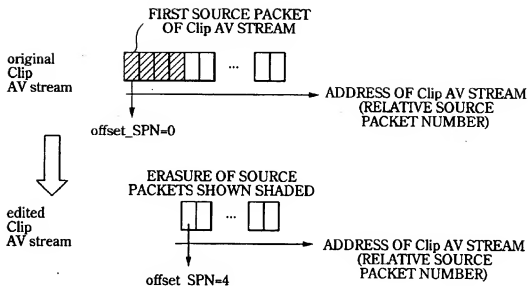 FIRST SOURCE PACKET
OF Clip AV STREAM
original
Clip
AV stream
...
ADDRESS OF Clip AV STREAM
(RELATIVE SOURCE
PACKET NUMBER)
offset_SPN=0
ERASURE OF SOURCE
PACKETS SHOWN SHADED
edited
Clip
AV stream
...
ADDRESS OF Clip AV STREAM
(RELATIVE SOURCE
PACKET NUMBER)
offset_SPN=4